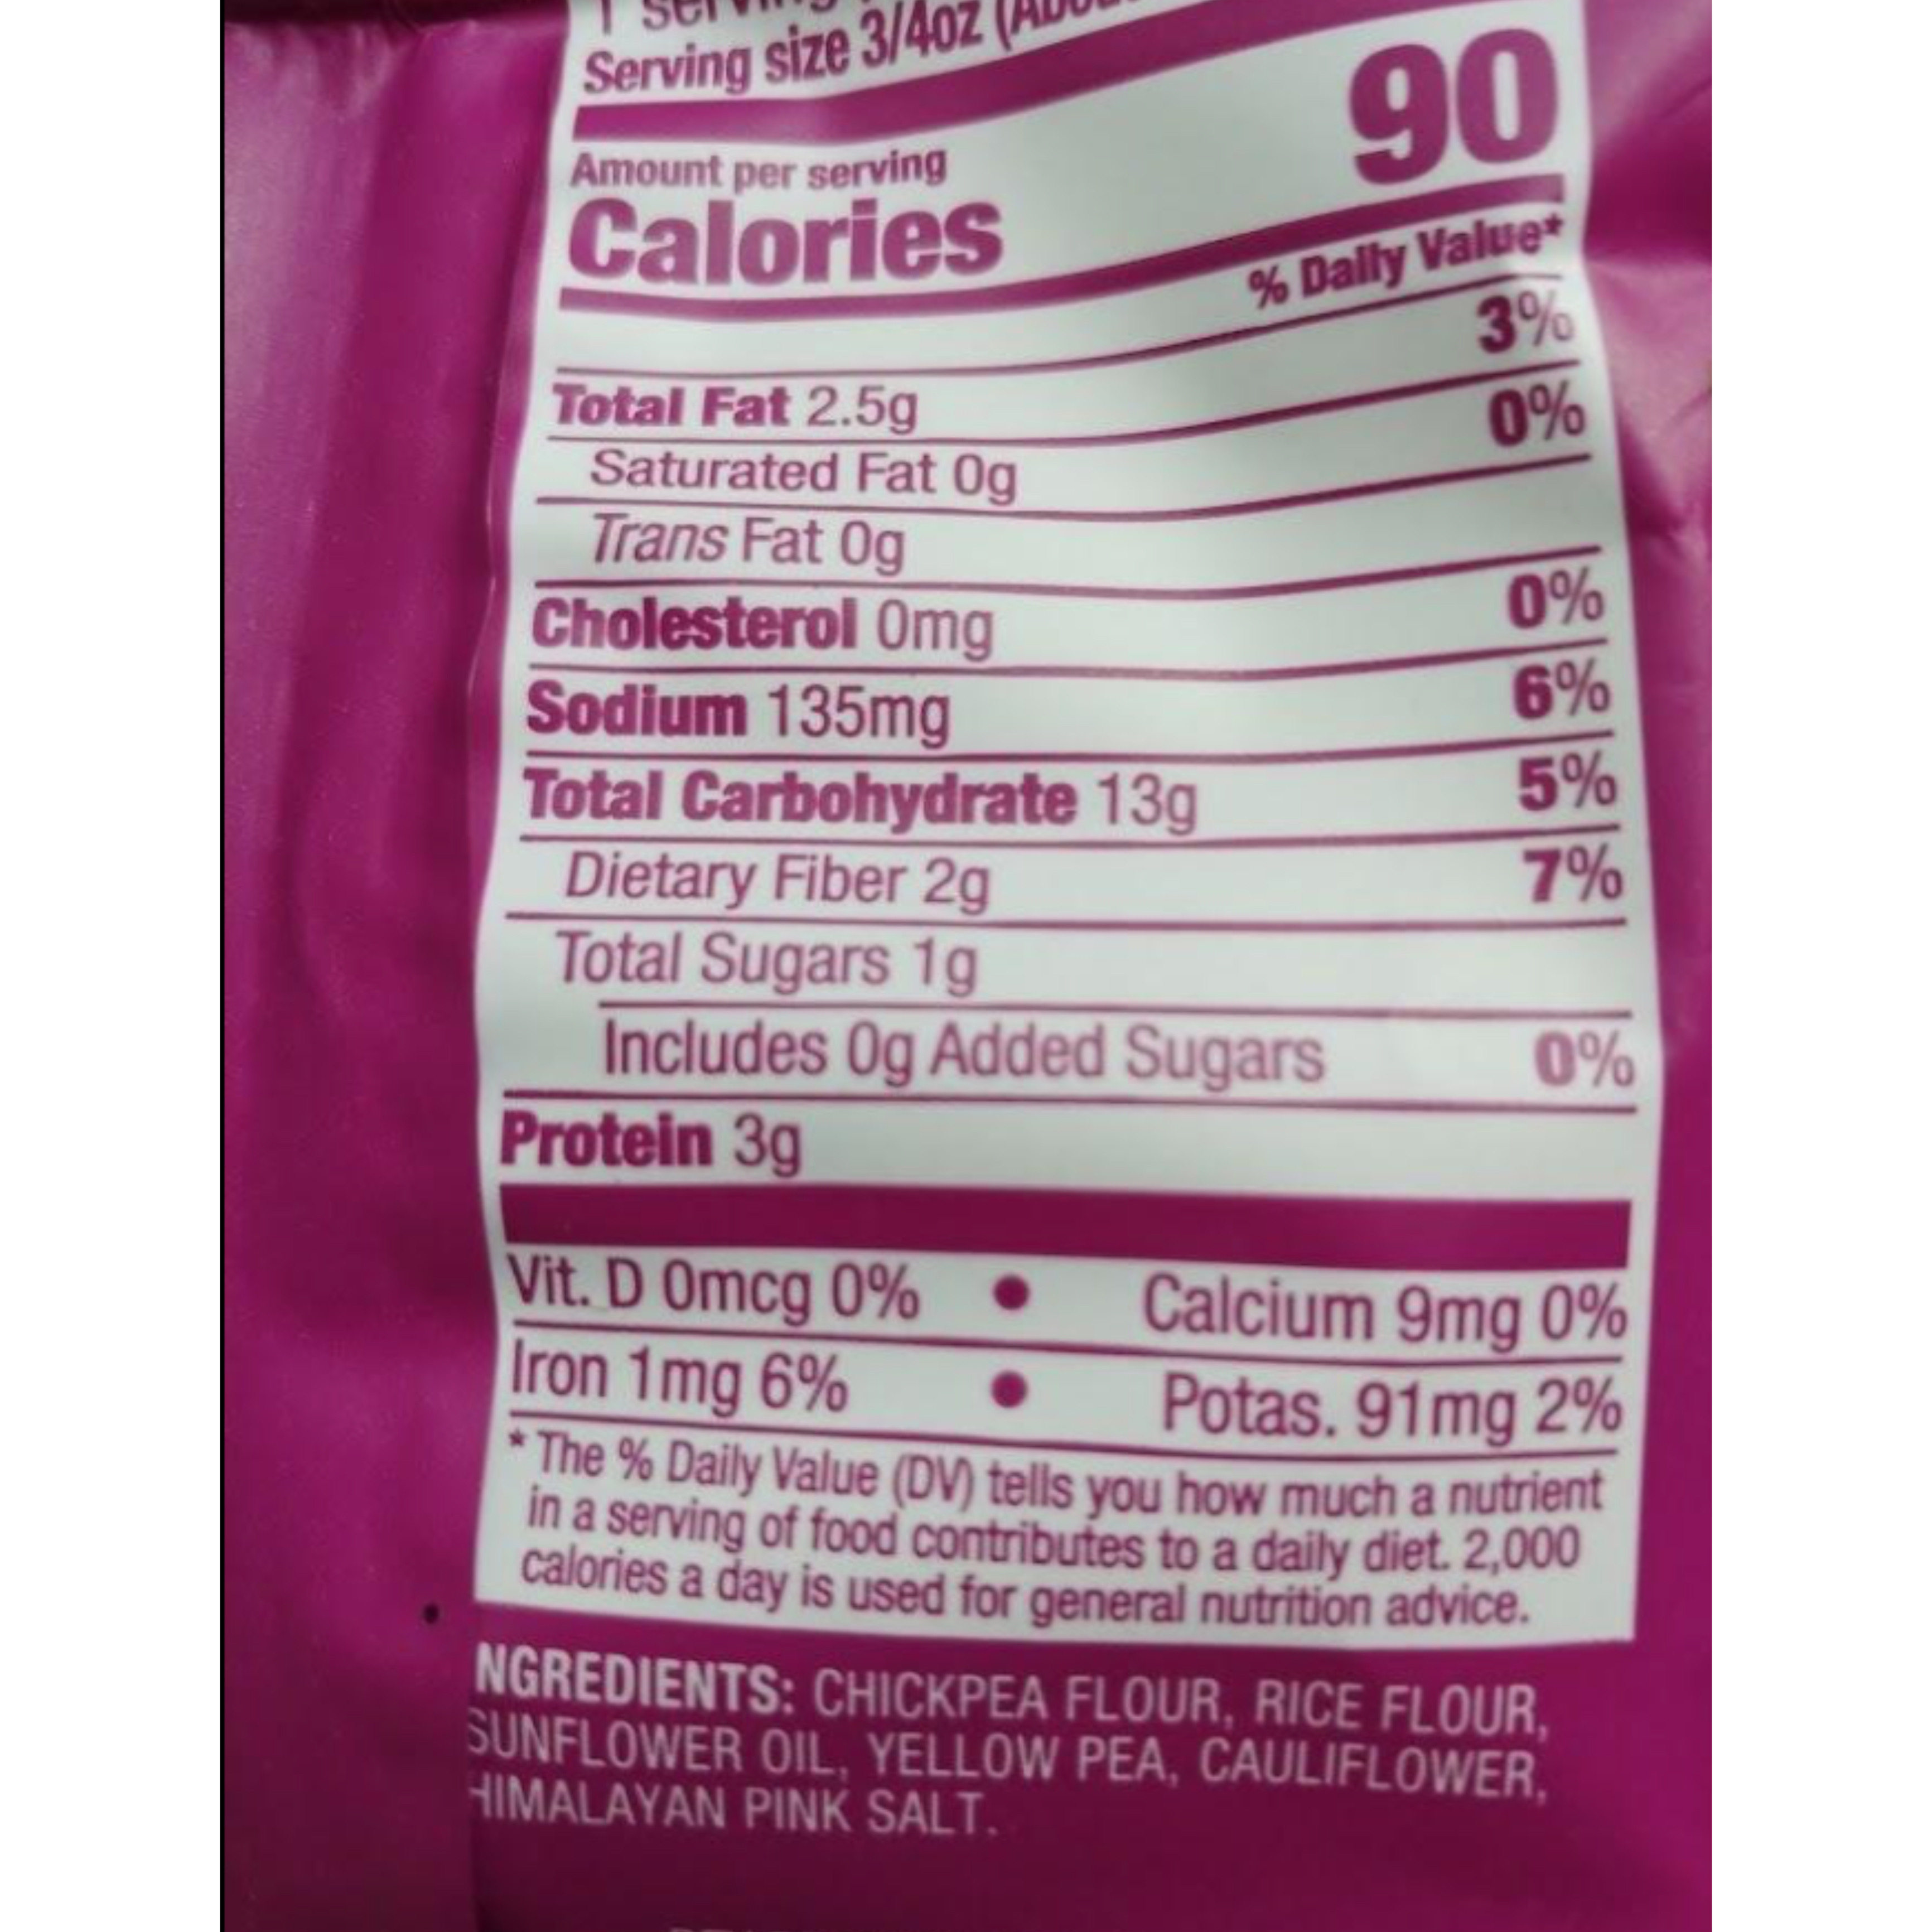 Serving size 3/4oz
Amount per serving
Calories 90
% Daily Value*
Total Fat 2.5g 3%
Saturated Fat 0g 0%
Trans Fat 0g
Cholesterol 0mg 0%
Sodium 135mg 6%
Total Carbohydrate 13g 5%
Dietary Fiber 2g 7%
Total Sugars 1g
Includes 0g Added Sugars 0%
Protein 3g
Vit. D 0mcg 0% • Calcium 9mg 0%
Iron 1mg 6% • Potas. 91mg 2%
* The % Daily Value (DV) tells you how much a nutrient
in a serving of food contributes to a daily diet. 2,000
calories a day is used for general nutrition advice.
NGREDIENTS: CHICKPEA FLOUR, RICE FLOUR,
SUNFLOWER OIL, YELLOW PEA, CAULIFLOWER,
HIMALAYAN PINK SALT.